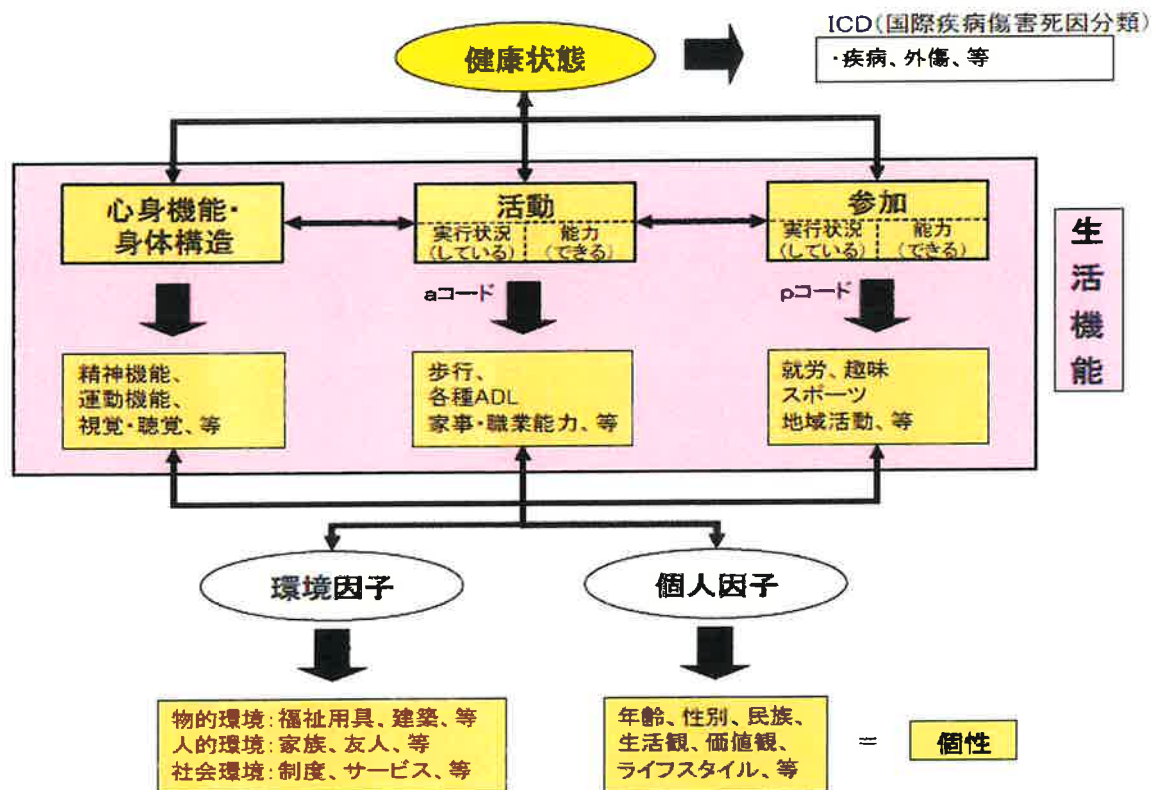 ICD(国際疾病傷害死因分類)
健康状態
・疾病、外傷、等
心身機能・
身体構造
活動
実行状況
(している)
能力
(できる)
参加
実行状況
(している)
能力
(できる)
生活機能
aコード
pコード
精神機能、
運動機能、
視覚・聴覚、等
歩行、
各種ADL
家事・職業能力、等
就労、趣味
スポーツ
地域活動、等
環境因子
個人因子
物的環境:福祉用具、建築、等
人的環境:家族、友人、等
社会環境:制度、サービス、等
年齢、性別、民族、
生活観、価値観、
ライフスタイル、等
=
個性